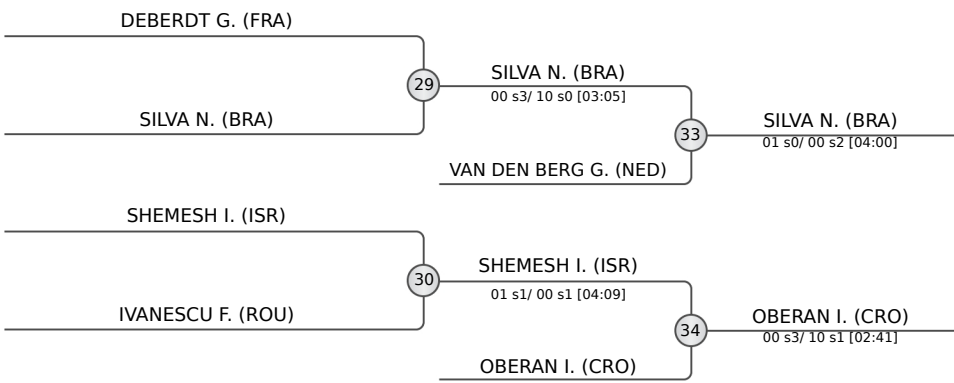 DEBERDT G. (FRA)
29
SILVA N. (BRA)
00 s3/ 10 s0 [03:05]
SILVA N. (BRA)
33
SILVA N. (BRA)
01 s0/ 00 s2 [04:00]
VAN DEN BERG G. (NED)
SHEMESH I. (ISR)
30
SHEMESH I. (ISR)
01 s1/ 00 s1 [04:09]
IVANESCU F. (ROU)
34
OBERAN I. (CRO)
00 s3/ 10 s1 [02:41]
OBERAN I. (CRO)